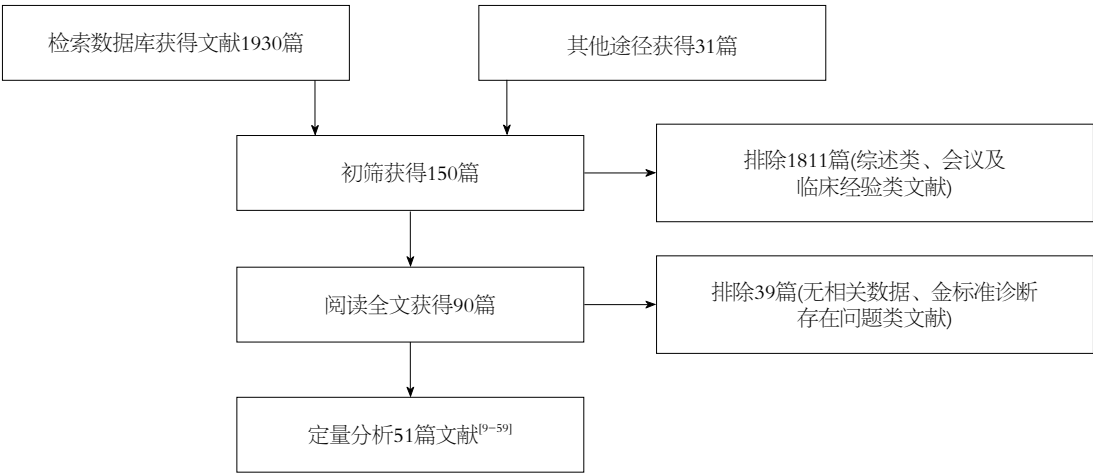 检索数据库获得文献1930篇
其他途径获得31篇
初筛获得150篇
排除1811篇(综述类、会议及
临床经验类文献)
阅读全文获得90篇
排除39篇(无相关数据、金标准诊断
存在问题类文献)
定量分析51篇文献[9-59]